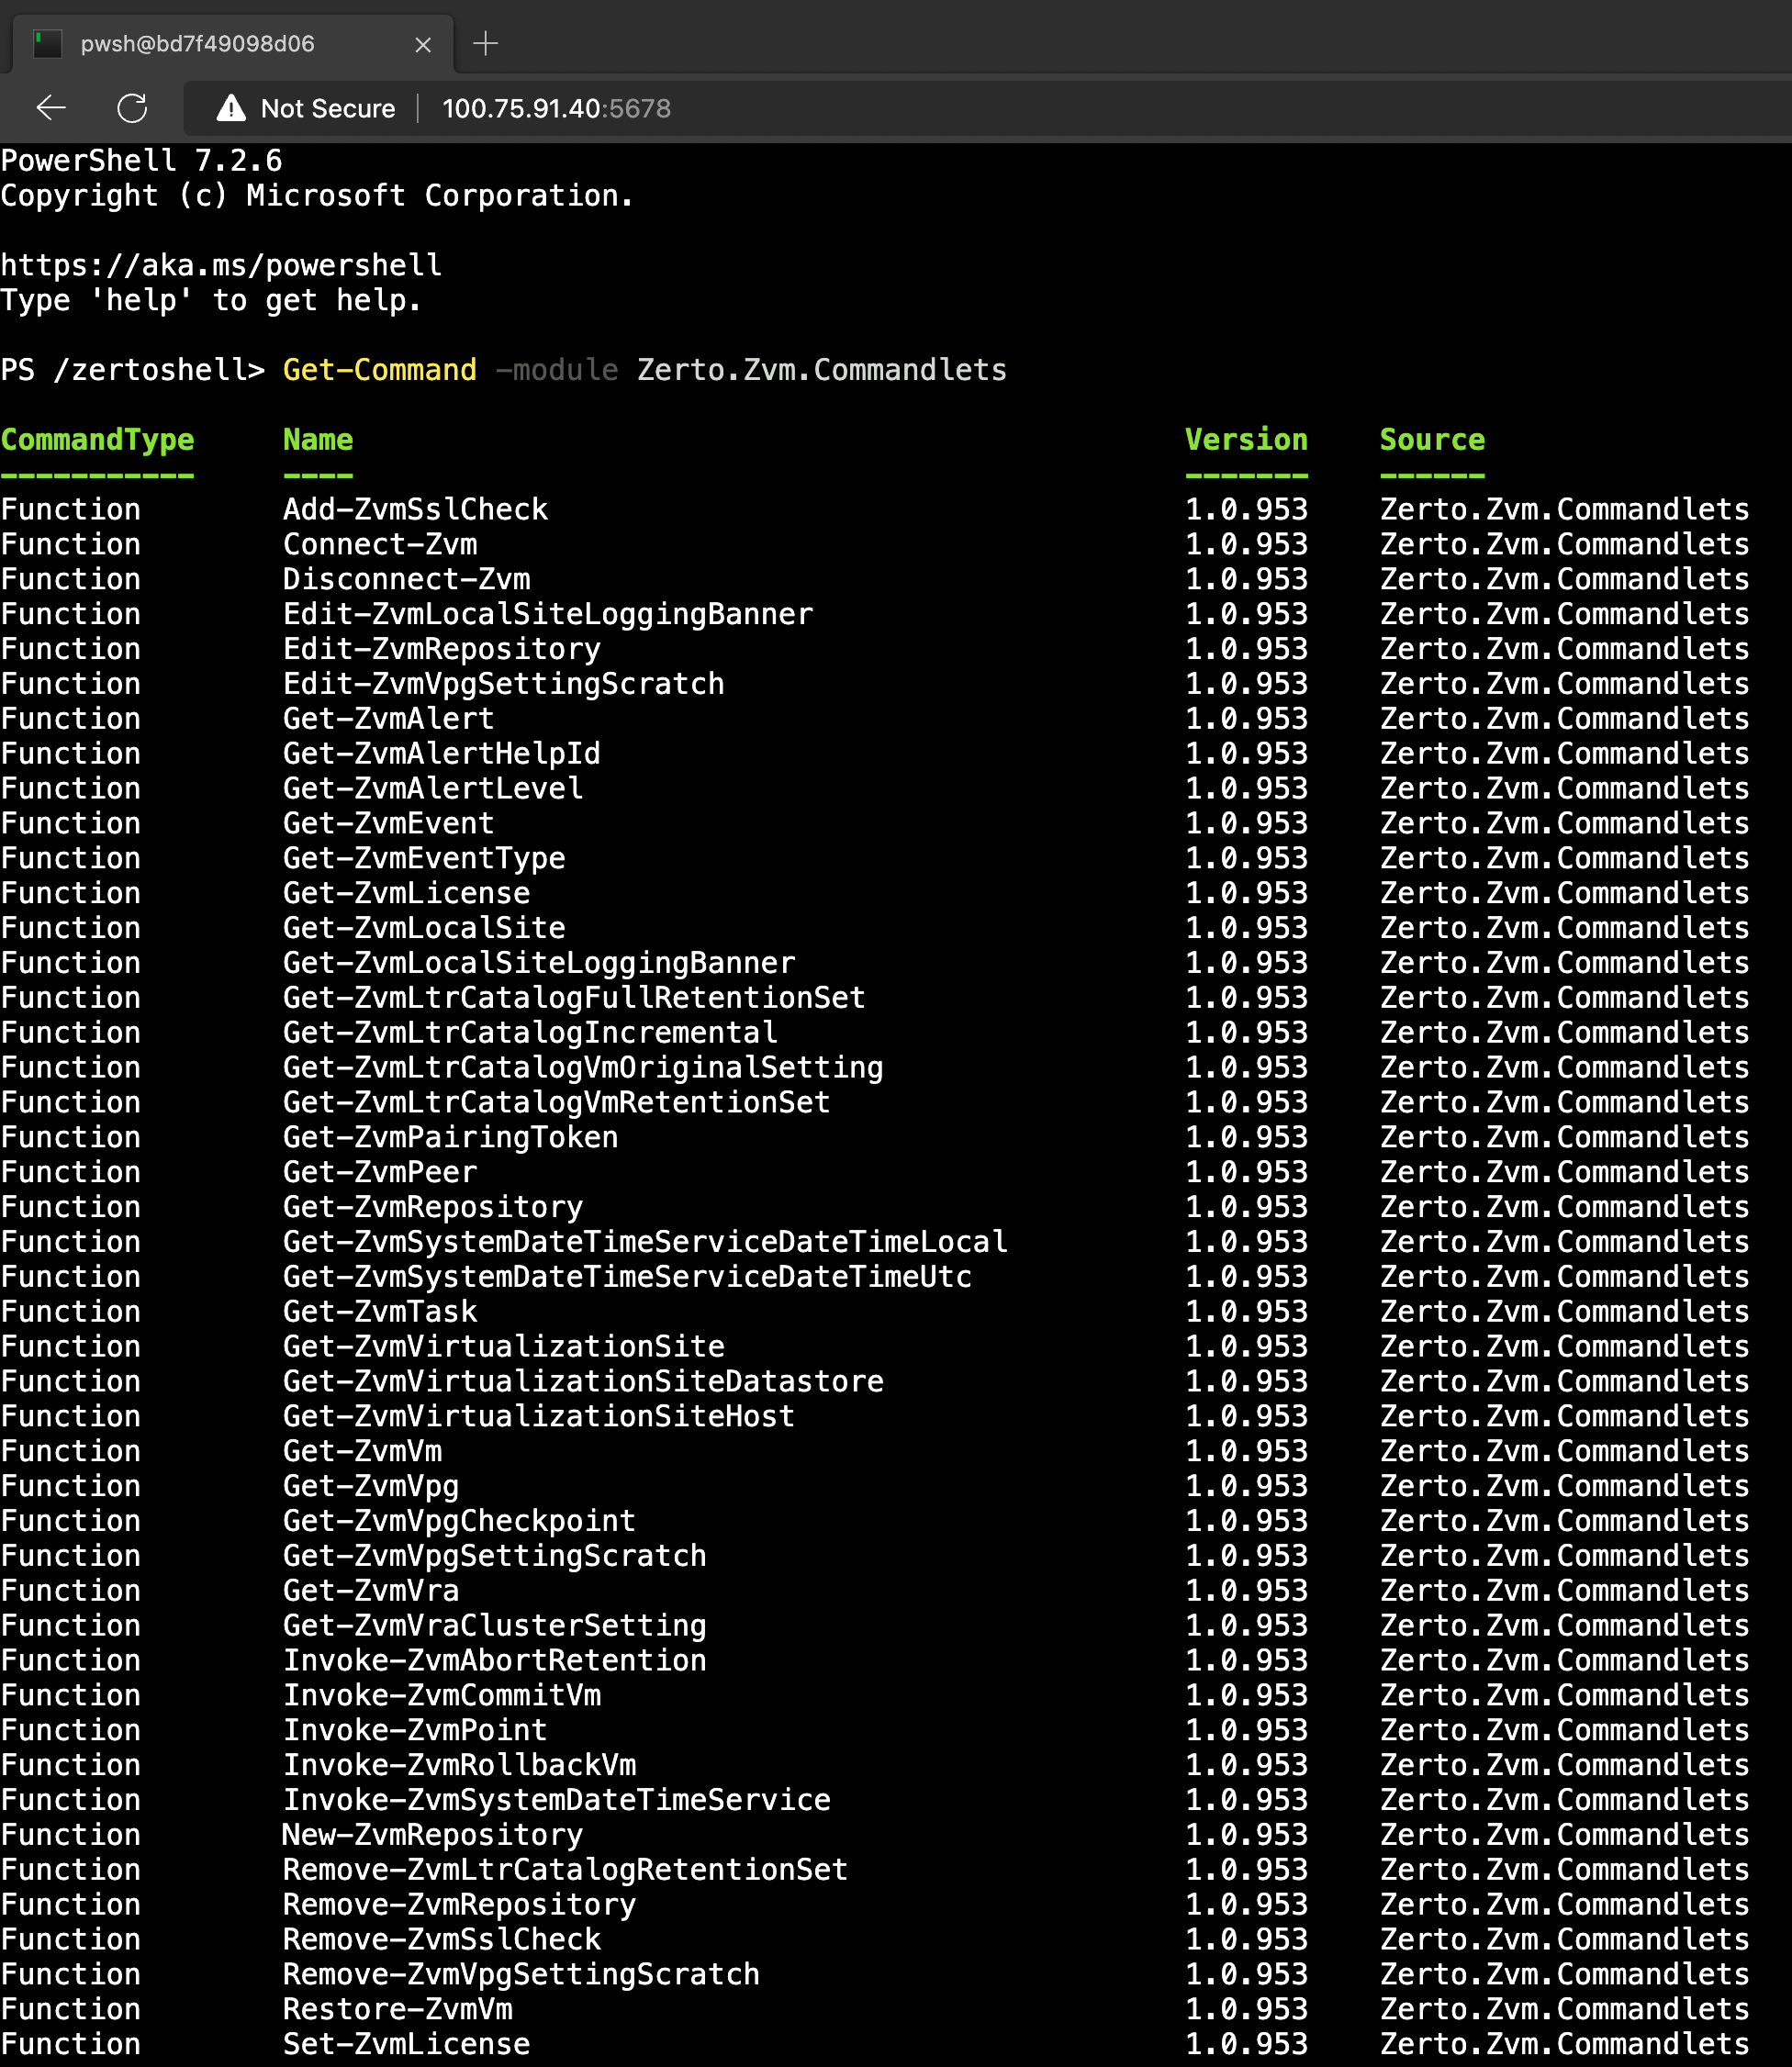 pwsh@bd7f49098d06
Not Secure 100.75.91.40:5678
PowerShell 7.2.6
Copyright (c) Microsoft Corporation.
https://aka.ms/powershell
Type 'help' to get help.
PS /zertoshell> Get-Command -module Zerto.Zvm.Commandlets
CommandType Name Version Source
----------- ---- ------- ------
Function Add-ZvmSslCheck 1.0.953 Zerto.Zvm.Commandlets
Function Connect-Zvm 1.0.953 Zerto.Zvm.Commandlets
Function Disconnect-Zvm 1.0.953 Zerto.Zvm.Commandlets
Function Edit-ZvmLocalSiteLoggingBanner 1.0.953 Zerto.Zvm.Commandlets
Function Edit-ZvmRepository 1.0.953 Zerto.Zvm.Commandlets
Function Edit-ZvmVpgSettingScratch 1.0.953 Zerto.Zvm.Commandlets
Function Get-ZvmAlert 1.0.953 Zerto.Zvm.Commandlets
Function Get-ZvmAlertHelpId 1.0.953 Zerto.Zvm.Commandlets
Function Get-ZvmAlertLevel 1.0.953 Zerto.Zvm.Commandlets
Function Get-ZvmEvent 1.0.953 Zerto.Zvm.Commandlets
Function Get-ZvmEventType 1.0.953 Zerto.Zvm.Commandlets
Function Get-ZvmLicense 1.0.953 Zerto.Zvm.Commandlets
Function Get-ZvmLocalSite 1.0.953 Zerto.Zvm.Commandlets
Function Get-ZvmLocalSiteLoggingBanner 1.0.953 Zerto.Zvm.Commandlets
Function Get-ZvmLtrCatalogFullRetentionSet 1.0.953 Zerto.Zvm.Commandlets
Function Get-ZvmLtrCatalogIncremental 1.0.953 Zerto.Zvm.Commandlets
Function Get-ZvmLtrCatalogVmOriginalSetting 1.0.953 Zerto.Zvm.Commandlets
Function Get-ZvmLtrCatalogVmRetentionSet 1.0.953 Zerto.Zvm.Commandlets
Function Get-ZvmPairingToken 1.0.953 Zerto.Zvm.Commandlets
Function Get-ZvmPeer 1.0.953 Zerto.Zvm.Commandlets
Function Get-ZvmRepository 1.0.953 Zerto.Zvm.Commandlets
Function Get-ZvmSystemDateTimeServiceDateTimeLocal 1.0.953 Zerto.Zvm.Commandlets
Function Get-ZvmSystemDateTimeServiceDateTimeUtc 1.0.953 Zerto.Zvm.Commandlets
Function Get-ZvmTask 1.0.953 Zerto.Zvm.Commandlets
Function Get-ZvmVirtualizationSite 1.0.953 Zerto.Zvm.Commandlets
Function Get-ZvmVirtualizationSiteDatastore 1.0.953 Zerto.Zvm.Commandlets
Function Get-ZvmVirtualizationSiteHost 1.0.953 Zerto.Zvm.Commandlets
Function Get-ZvmVm 1.0.953 Zerto.Zvm.Commandlets
Function Get-ZvmVpg 1.0.953 Zerto.Zvm.Commandlets
Function Get-ZvmVpgCheckpoint 1.0.953 Zerto.Zvm.Commandlets
Function Get-ZvmVpgSettingScratch 1.0.953 Zerto.Zvm.Commandlets
Function Get-ZvmVra 1.0.953 Zerto.Zvm.Commandlets
Function Get-ZvmVraClusterSetting 1.0.953 Zerto.Zvm.Commandlets
Function Invoke-ZvmAbortRetention 1.0.953 Zerto.Zvm.Commandlets
Function Invoke-ZvmCommitVm 1.0.953 Zerto.Zvm.Commandlets
Function Invoke-ZvmPoint 1.0.953 Zerto.Zvm.Commandlets
Function Invoke-ZvmRollbackVm 1.0.953 Zerto.Zvm.Commandlets
Function Invoke-ZvmSystemDateTimeService 1.0.953 Zerto.Zvm.Commandlets
Function New-ZvmRepository 1.0.953 Zerto.Zvm.Commandlets
Function Remove-ZvmLtrCatalogRetentionSet 1.0.953 Zerto.Zvm.Commandlets
Function Remove-ZvmRepository 1.0.953 Zerto.Zvm.Commandlets
Function Remove-ZvmSslCheck 1.0.953 Zerto.Zvm.Commandlets
Function Remove-ZvmVpgSettingScratch 1.0.953 Zerto.Zvm.Commandlets
Function Restore-ZvmVm 1.0.953 Zerto.Zvm.Commandlets
Function Set-ZvmLicense 1.0.953 Zerto.Zvm.Commandlets